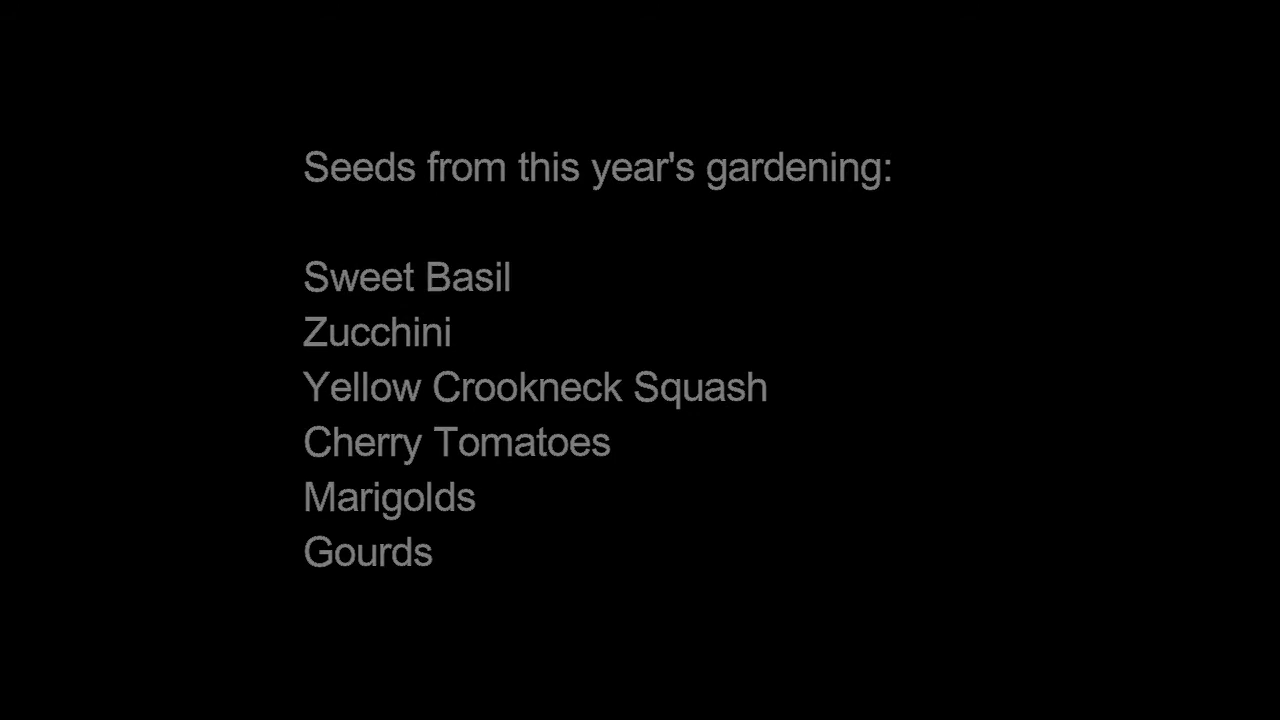 Seeds from this year's gardening:
Sweet Basil
Zucchini
Yellow Crookneck Squash
Cherry Tomatoes
Marigolds
Gourds